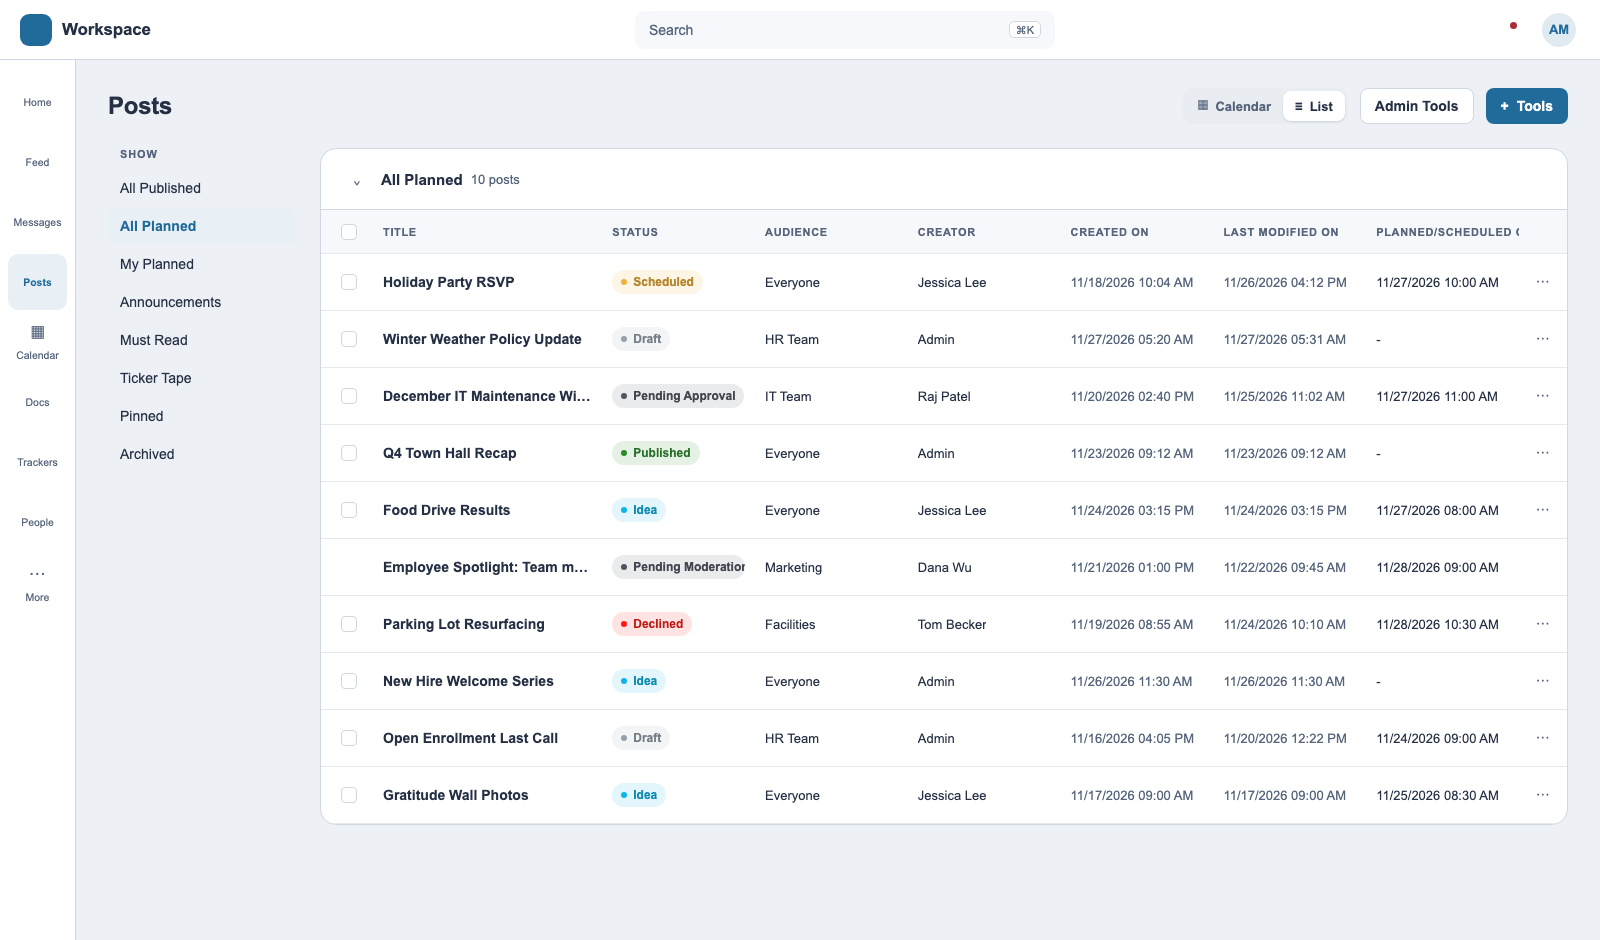 Workspace
Search
⌘K
AM
Home
Feed
Messages
Posts
Calendar
Docs
Trackers
People
More
Posts
Calendar
List
Admin Tools
+ Tools
SHOW
All Published
All Planned
My Planned
Announcements
Must Read
Ticker Tape
Pinned
Archived
All Planned 10 posts
TITLE STATUS AUDIENCE CREATOR CREATED ON LAST MODIFIED ON PLANNED/SCHEDULED
Holiday Party RSVP Scheduled Everyone Jessica Lee 11/18/2026 10:04 AM 11/26/2026 04:12 PM 11/27/2026 10:00 AM
Winter Weather Policy Update Draft HR Team Admin 11/27/2026 05:20 AM 11/27/2026 05:31 AM -
December IT Maintenance Wi... Pending Approval IT Team Raj Patel 11/20/2026 02:40 PM 11/25/2026 11:02 AM 11/27/2026 11:00 AM
Q4 Town Hall Recap Published Everyone Admin 11/23/2026 09:12 AM 11/23/2026 09:12 AM -
Food Drive Results Idea Everyone Jessica Lee 11/24/2026 03:15 PM 11/24/2026 03:15 PM 11/27/2026 08:00 AM
Employee Spotlight: Team m... Pending Moderation Marketing Dana Wu 11/21/2026 01:00 PM 11/22/2026 09:45 AM 11/28/2026 09:00 AM
Parking Lot Resurfacing Declined Facilities Tom Becker 11/19/2026 08:55 AM 11/24/2026 10:10 AM 11/28/2026 10:30 AM
New Hire Welcome Series Idea Everyone Admin 11/26/2026 11:30 AM 11/26/2026 11:30 AM -
Open Enrollment Last Call Draft HR Team Admin 11/16/2026 04:05 PM 11/20/2026 12:22 PM 11/24/2026 09:00 AM
Gratitude Wall Photos Idea Everyone Jessica Lee 11/17/2026 09:00 AM 11/17/2026 09:00 AM 11/25/2026 08:30 AM